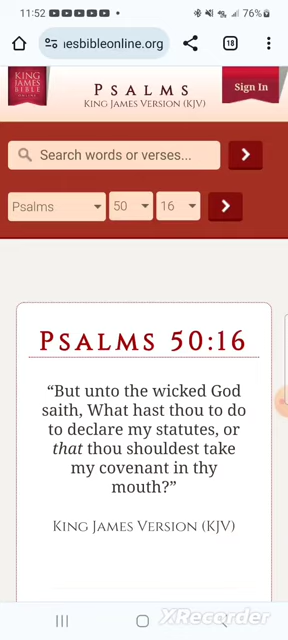 11:52
76%
nesbibleonline.org
18
KING
JAMES
BIBLE
ONLINE
PSALMS
KING JAMES VERSION (KJV)
Sign In
Search words or verses...
Psalms
50
16
PSALMS 50:16
“But unto the wicked God
saith, What hast thou to do
to declare my statutes, or
that thou shouldest take
my covenant in thy
mouth?”
KING JAMES VERSION (KJV)
XRecorder